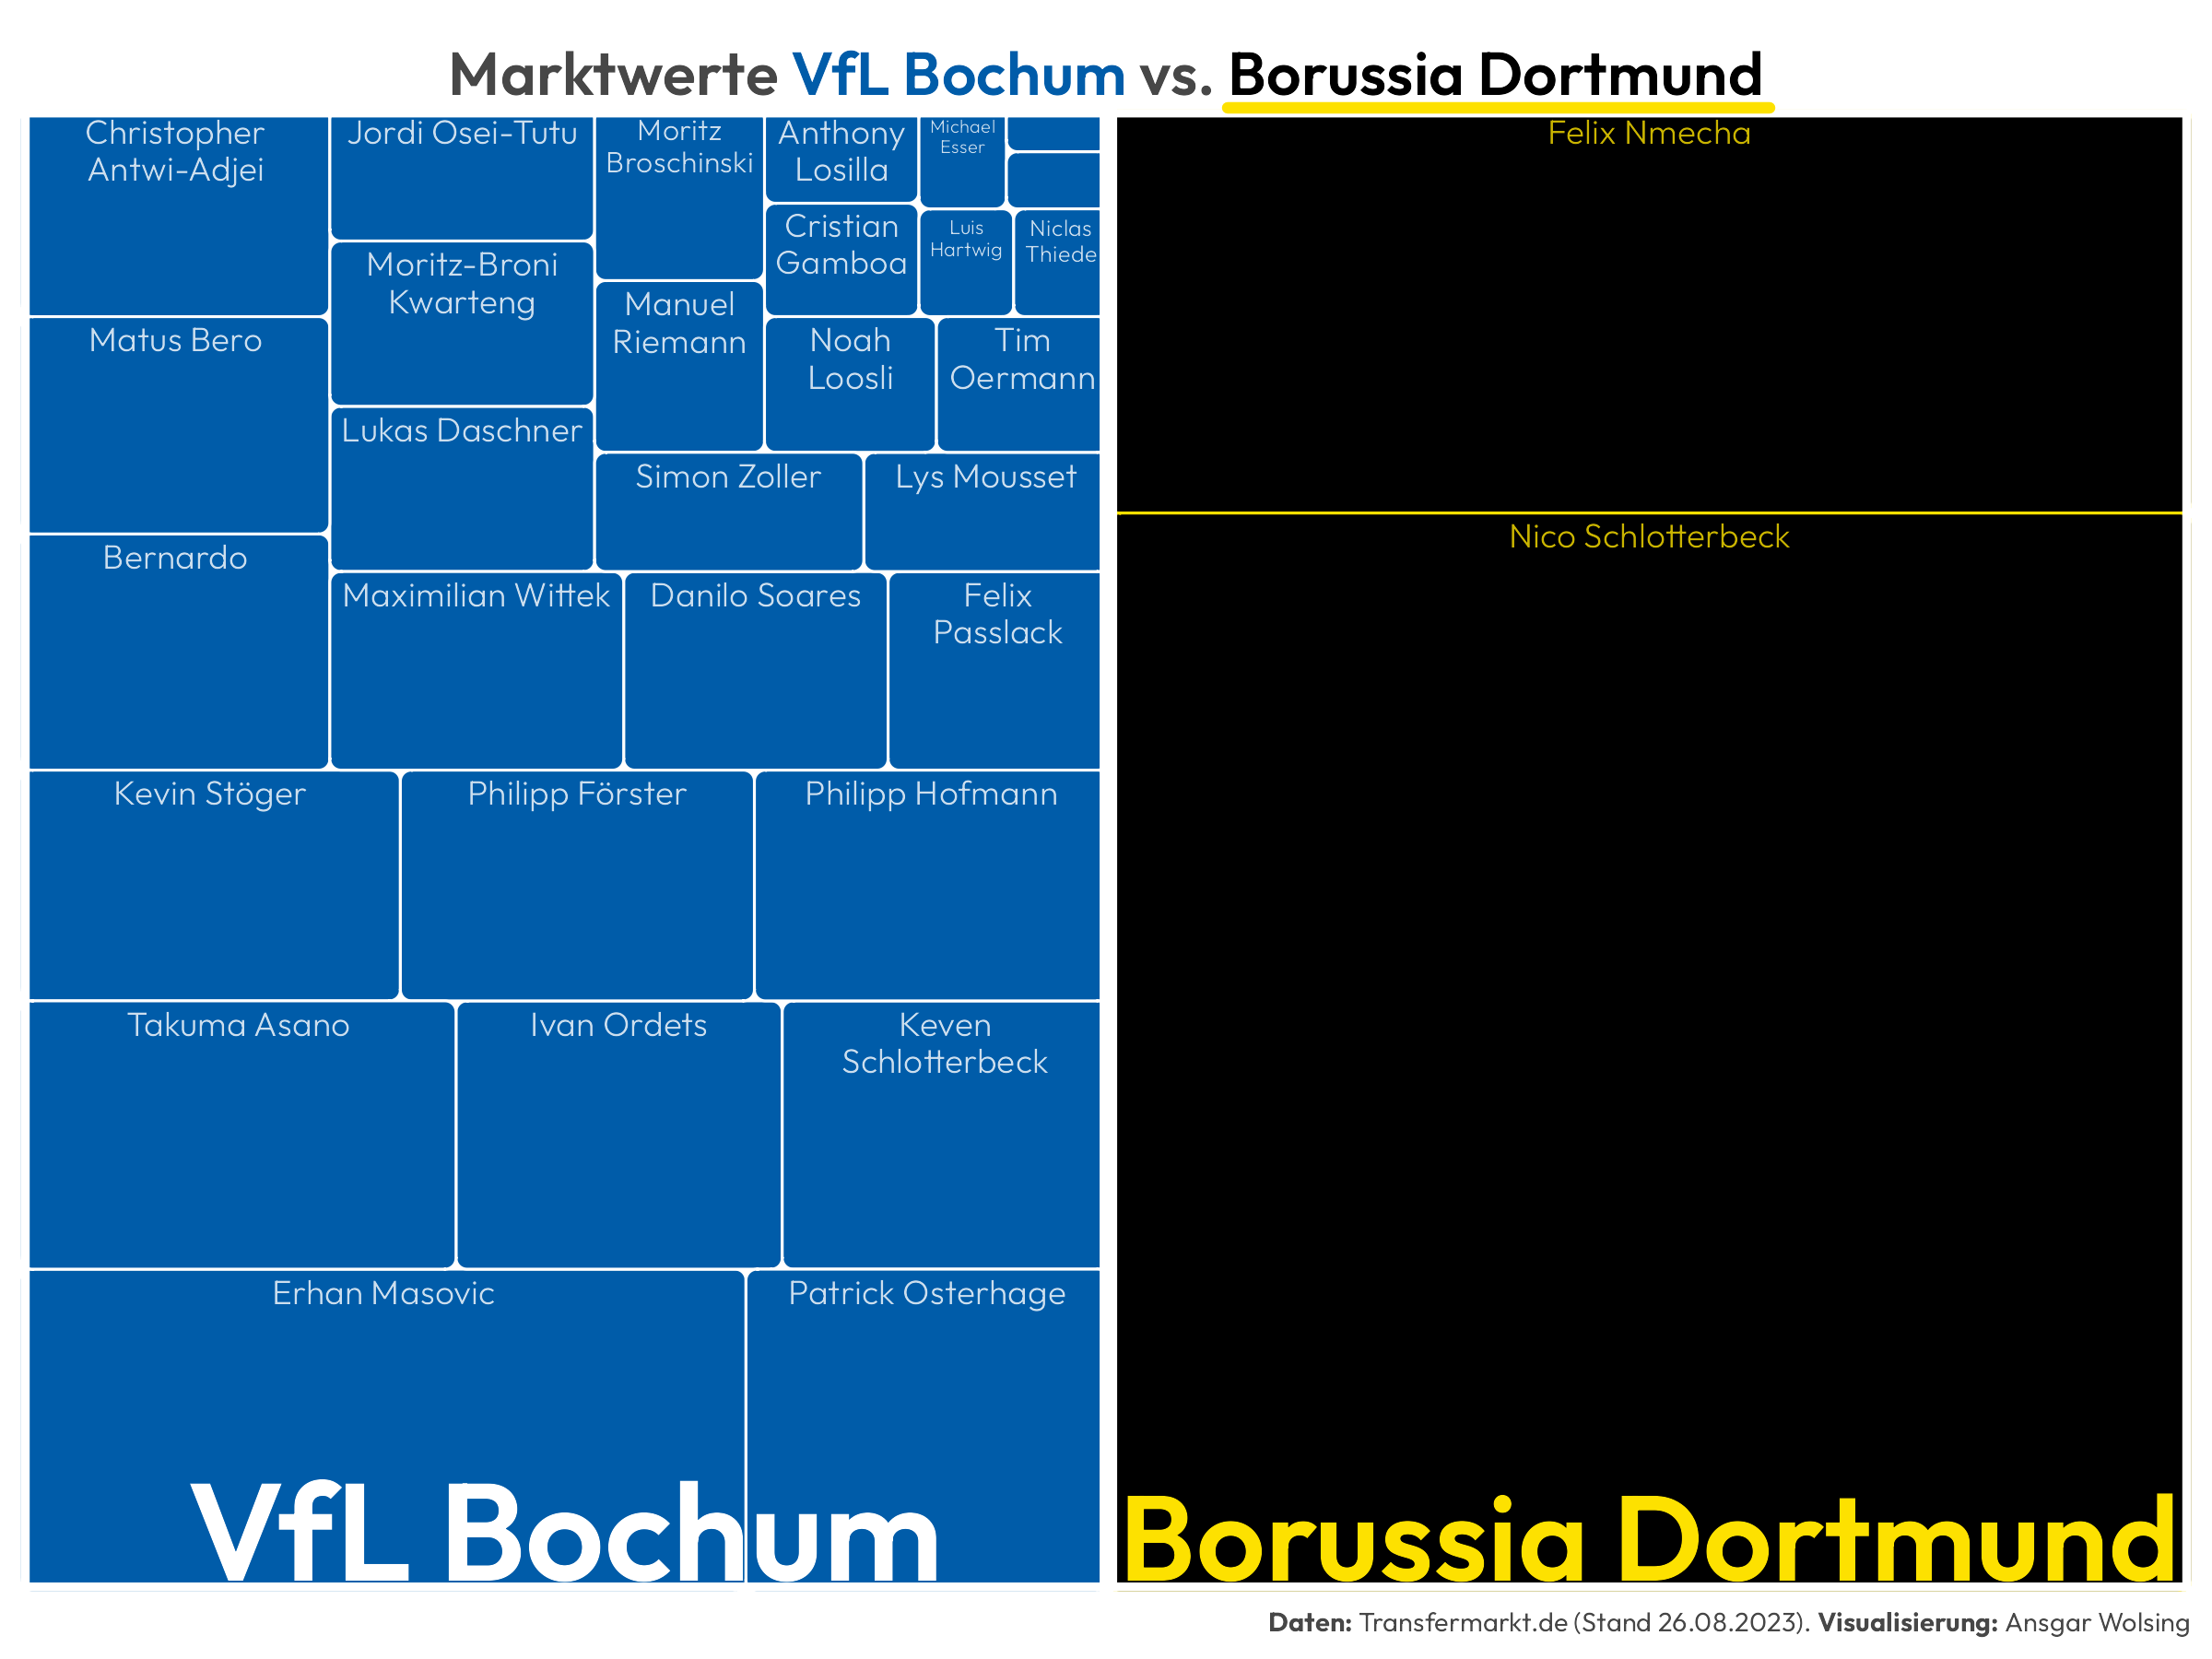 Marktwerte VfL Bochum vs. Borussia Dortmund
Christopher
Antwi-Adjei
Jordi Osei-Tutu
Moritz
Broschinski
Anthony
Losilla
Michael
Esser
Cristian
Gamboa
Luis
Hartwig
Niclas
Thiede
Moritz-Broni
Kwarteng
Manuel
Riemann
Noah
Loosli
Tim
Oermann
Matus Bero
Lukas Daschner
Simon Zoller
Lys Mousset
Bernardo
Maximilian Wittek
Danilo Soares
Felix
Passlack
Kevin Stöger
Philipp Förster
Philipp Hofmann
Takuma Asano
Ivan Ordets
Keven
Schlotterbeck
Erhan Masovic
Patrick Osterhage
VfL Bochum
Felix Nmecha
Nico Schlotterbeck
Borussia Dortmund
Daten: Transfermarkt.de (Stand 26.08.2023). Visualisierung: Ansgar Wolsing